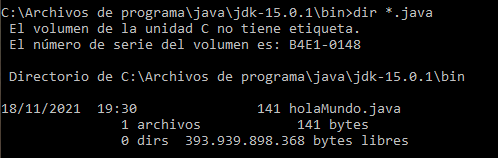 C:\Archivos de programa\java\jdk-15.0.1\bin>dir *.java
El volumen de la unidad C no tiene etiqueta.
El número de serie del volumen es: B4E1-0148
Directorio de C:\Archivos de programa\java\jdk-15.0.1\bin
18/11/2021  19:30               141 holaMundo.java
1 archivos            141 bytes
0 dirs  393.939.898.368 bytes libres